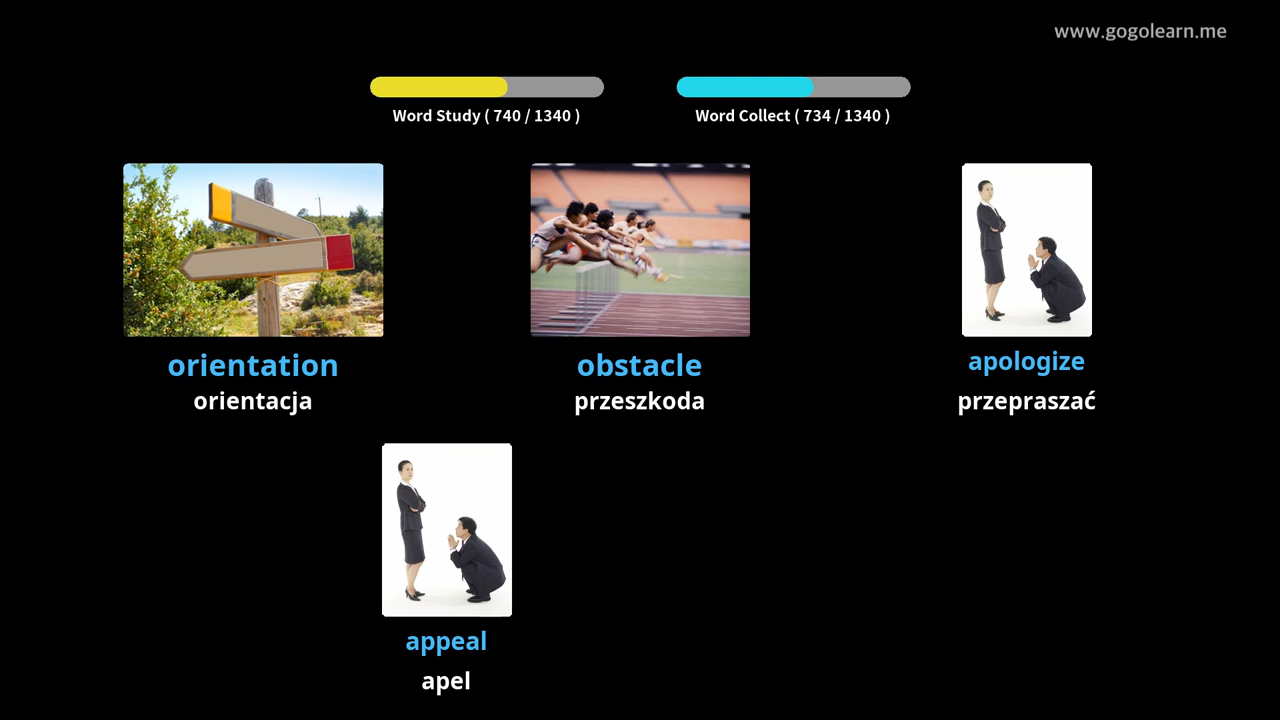 www.gogolearn.me
Word Study ( 740 / 1340 )
Word Collect ( 734 / 1340 )
orientation
orientacja
obstacle
przeszkoda
apologize
przepraszać
appeal
apel